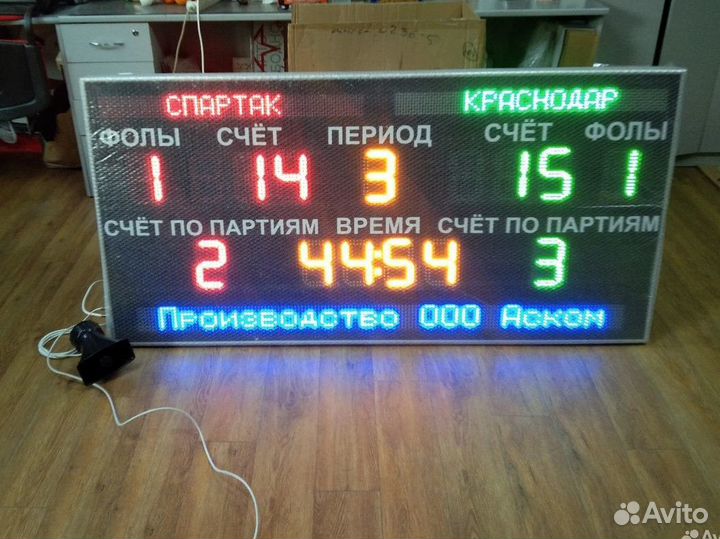 СПАРТАК КРАСНОДАР
ФОЛЫ СЧЁТ ПЕРИОД СЧЁТ ФОЛЫ
1 14 3 15 1
СЧЁТ ПО ПАРТИЯМ ВРЕМЯ СЧЁТ ПО ПАРТИЯМ
2 44:54 3
Производство ООО Аском
Avito
Avito